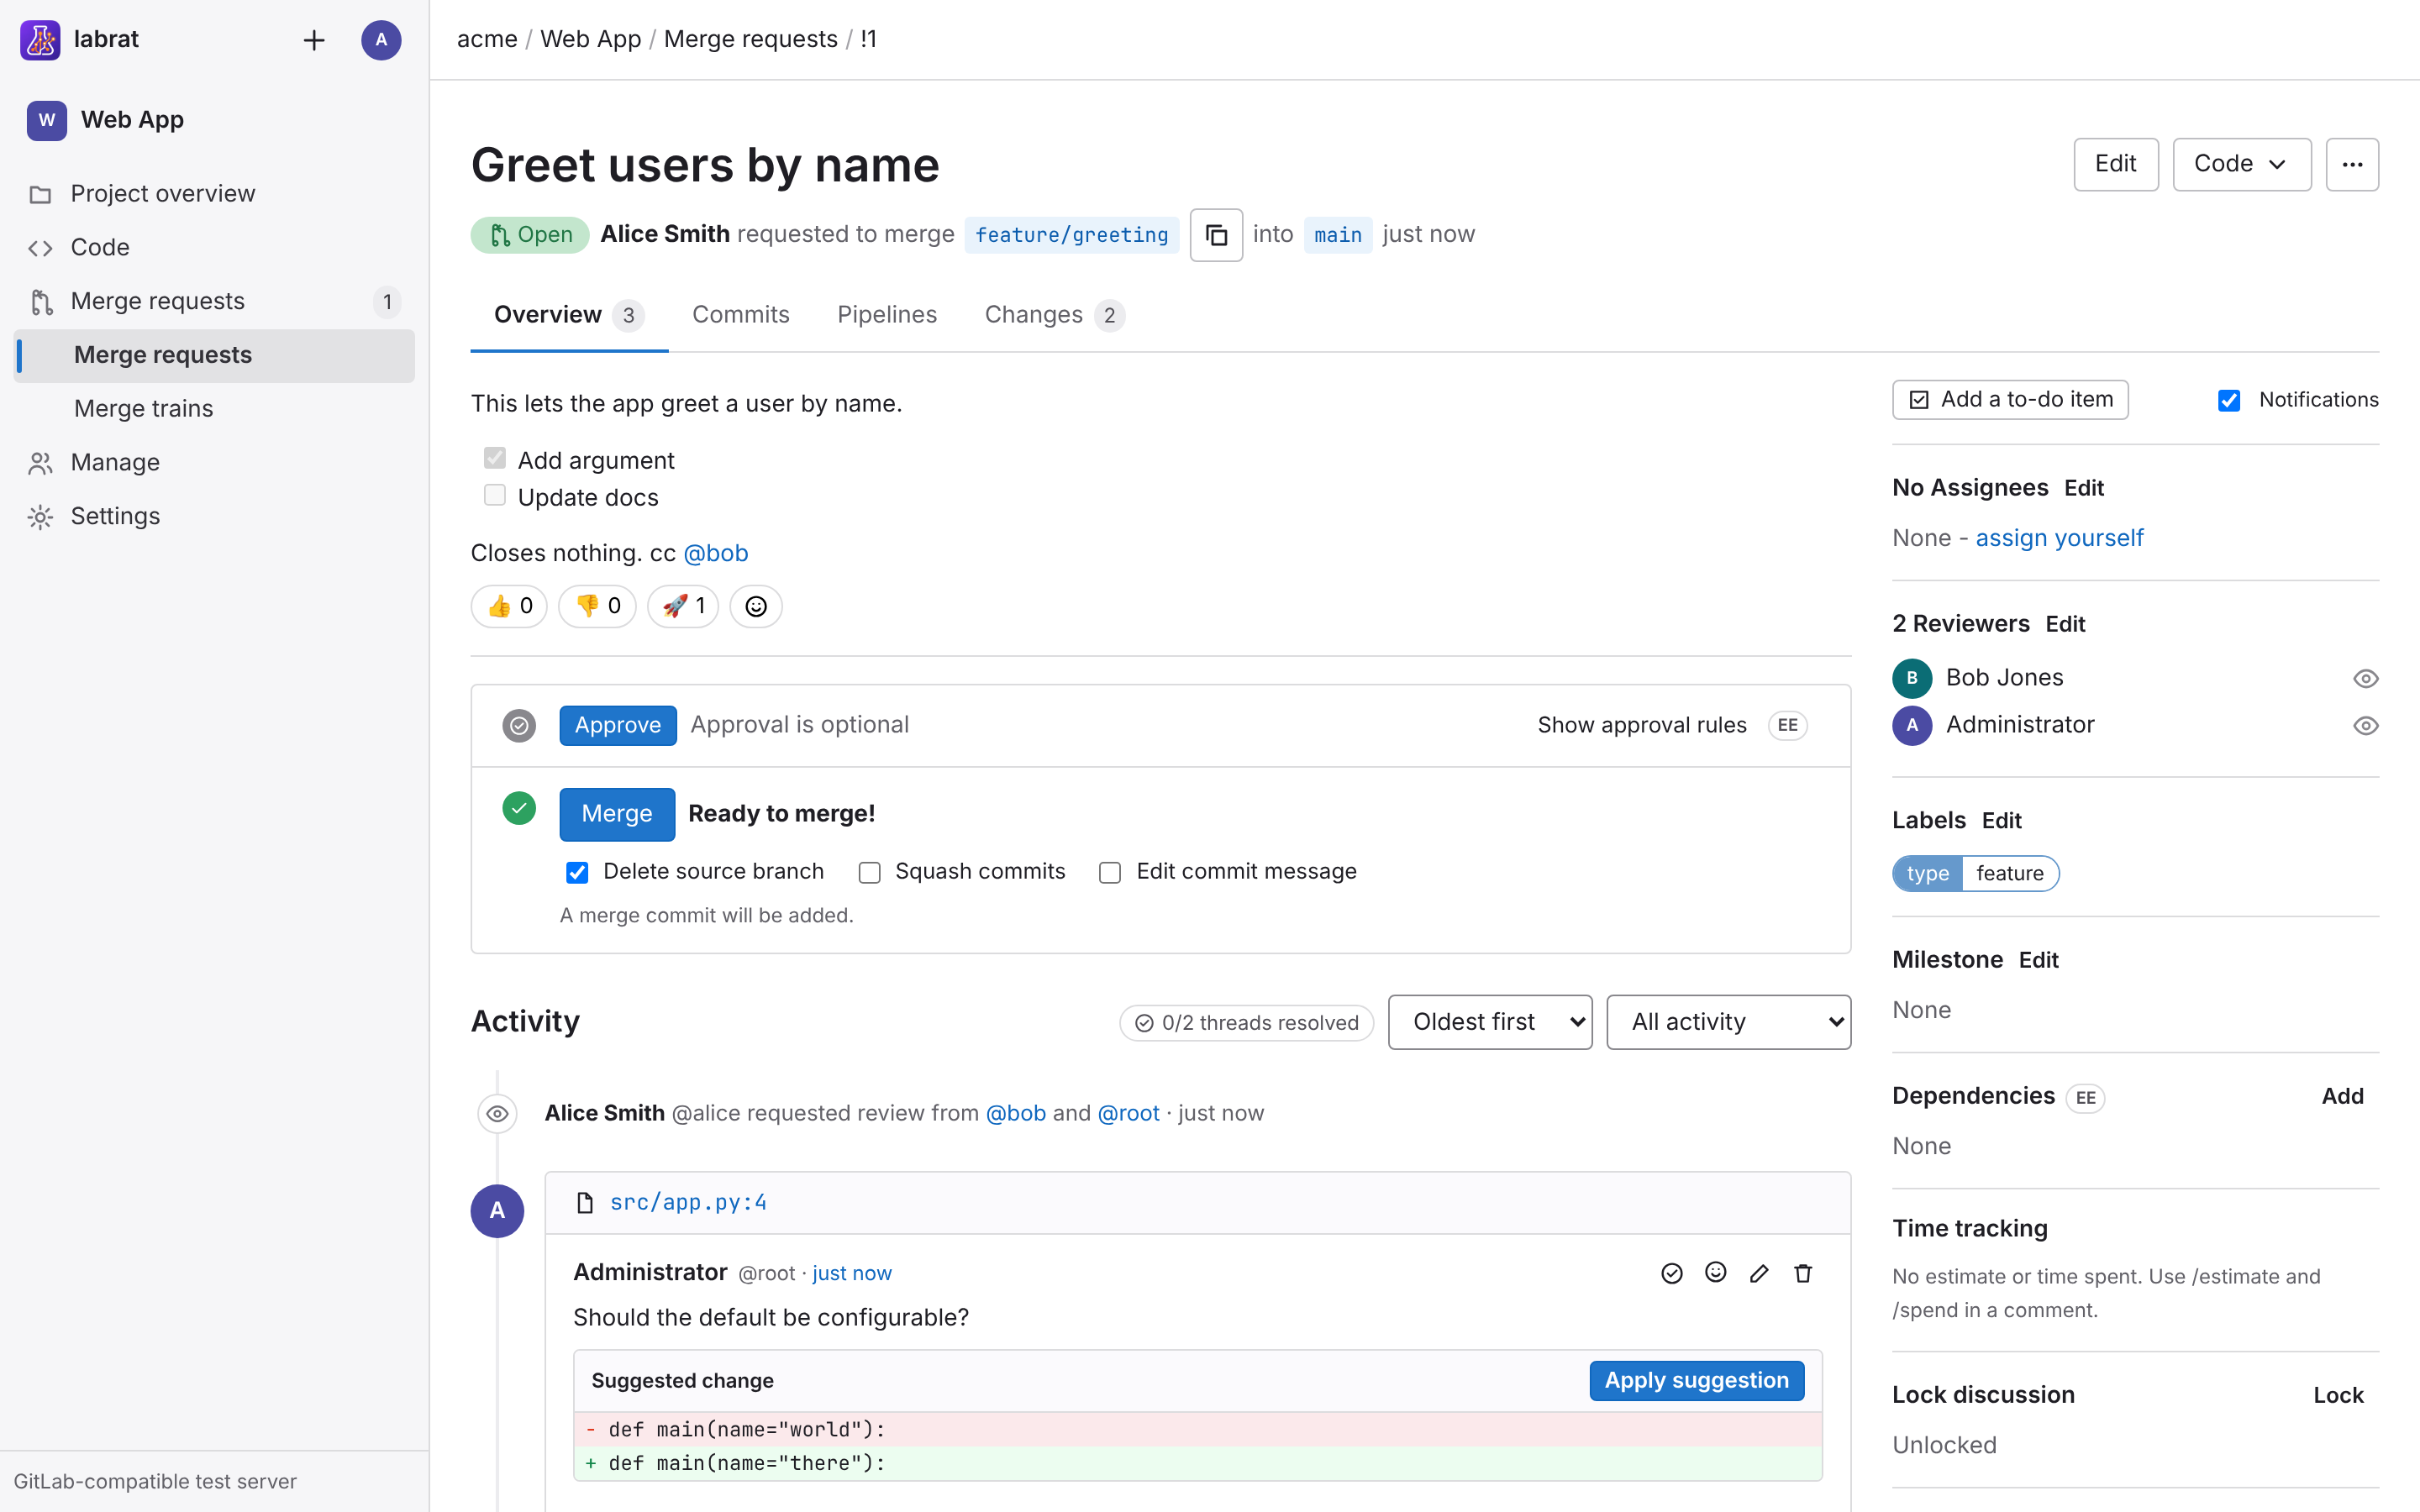 labrat
A
W
Web App
Project overview
Code
Merge requests 1
Merge requests
Merge trains
Manage
Settings
GitLab-compatible test server
acme / Web App / Merge requests / !1
Greet users by name
Edit
Code
Open Alice Smith requested to merge feature/greeting into main just now
Overview 3
Commits
Pipelines
Changes 2
This lets the app greet a user by name.
Add argument
Update docs
Closes nothing. cc @bob
👍 0 👎 0 🚀 1
Approve Approval is optional
Show approval rules EE
Merge Ready to merge!
Delete source branch
Squash commits
Edit commit message
A merge commit will be added.
Activity
0/2 threads resolved
Oldest first
All activity
Alice Smith @alice requested review from @bob and @root · just now
A
src/app.py:4
Administrator @root · just now
Should the default be configurable?
Suggested change
Apply suggestion
- def main(name="world"):
+ def main(name="there"):
Add a to-do item
Notifications
No Assignees Edit
None - assign yourself
2 Reviewers Edit
B Bob Jones
A Administrator
Labels Edit
type feature
Milestone Edit
None
Dependencies EE Add
None
Time tracking
No estimate or time spent. Use /estimate and
/spend in a comment.
Lock discussion Lock
Unlocked